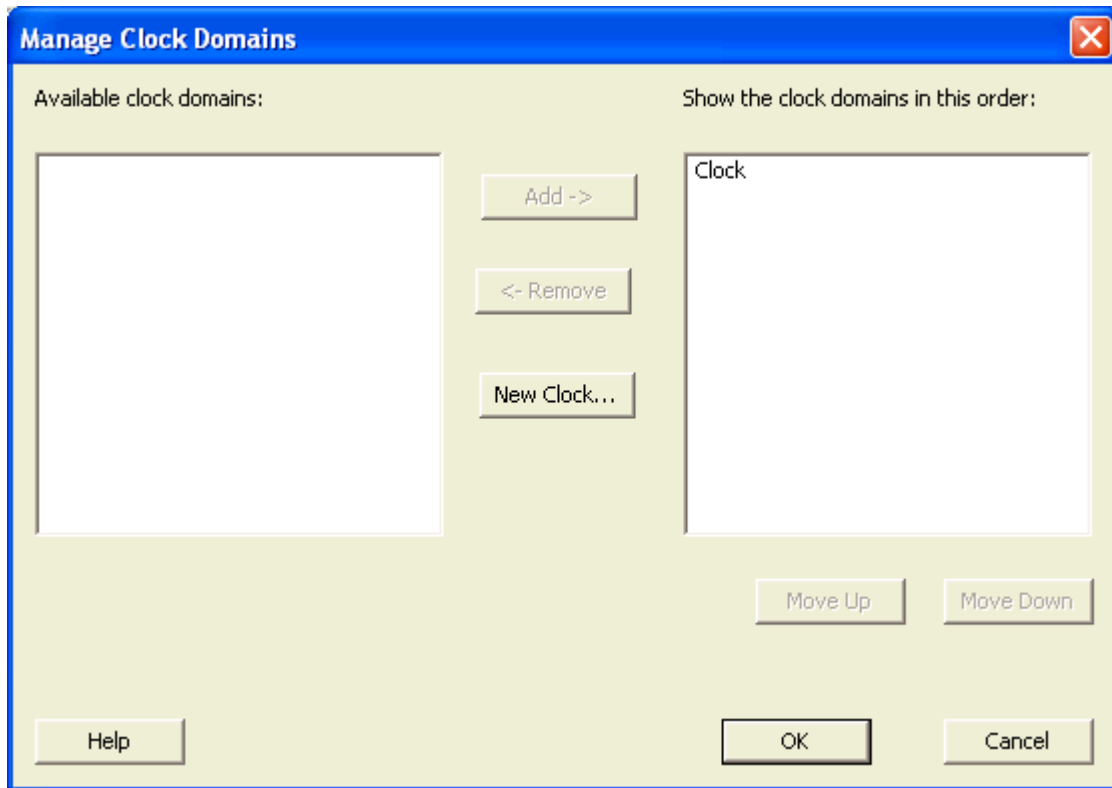 Manage Clock Domains
Available clock domains:
Show the clock domains in this order:
Clock
Add ->
<- Remove
New Clock...
Move Up
Move Down
Help
OK
Cancel